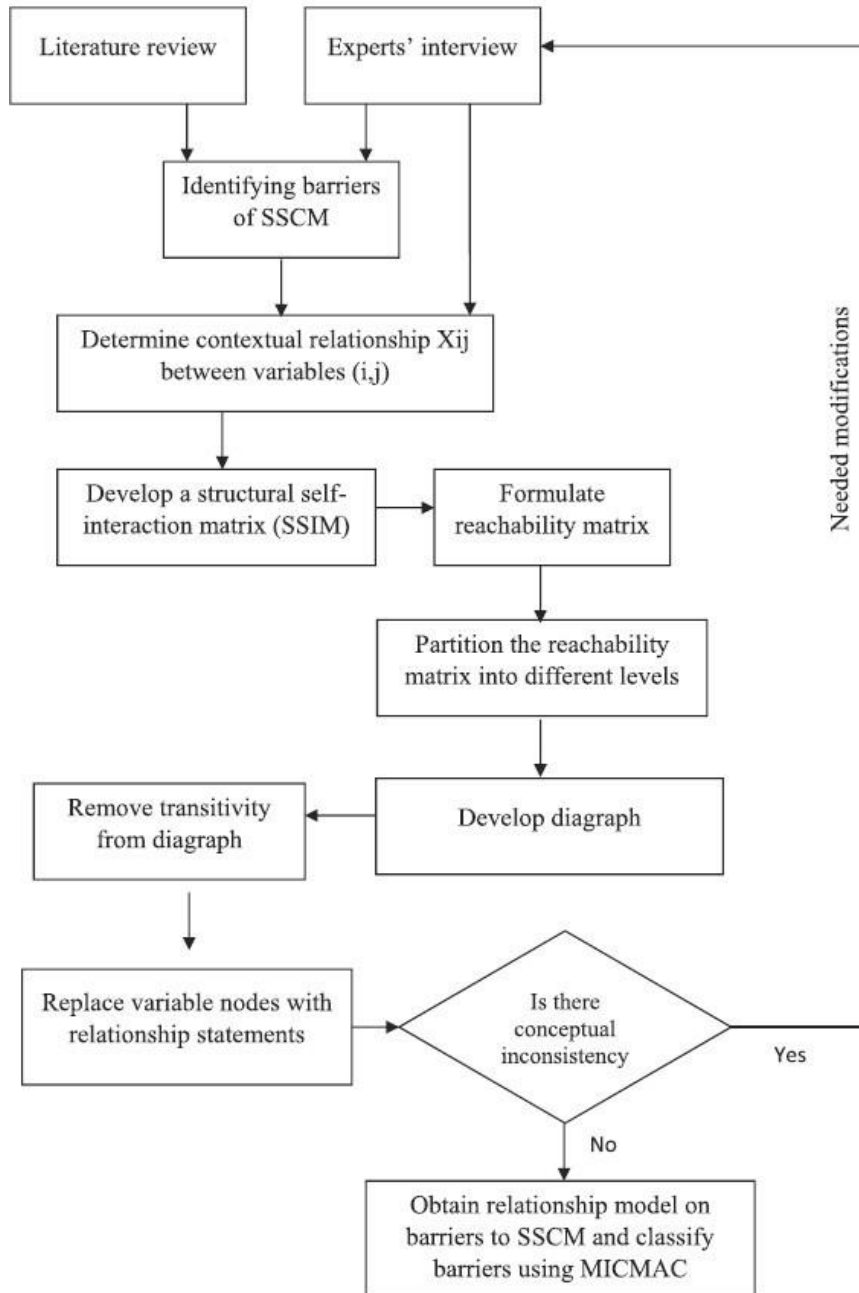 Literature review
Experts’ interview
Identifying barriers
of SSCM
Determine contextual relationship Xij
between variables (i,j)
Develop a structural self-
interaction matrix (SSIM)
Formulate
reachability matrix
Partition the reachability
matrix into different levels
Develop diagraph
Remove transitivity
from diagraph
Replace variable nodes with
relationship statements
Is there
conceptual
inconsistency
Yes
Needed modifications
No
Obtain relationship model on
barriers to SSCM and classify
barriers using MICMAC